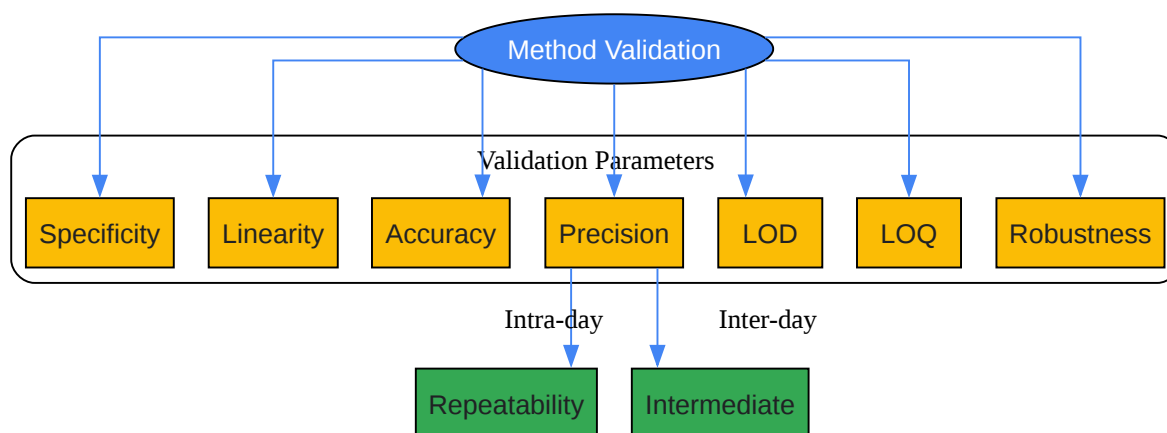 Method Validation
Validation Parameters
Specificity
Linearity
Accuracy
Precision
LOD
LOQ
Robustness
Intra-day
Inter-day
Repeatability
Intermediate